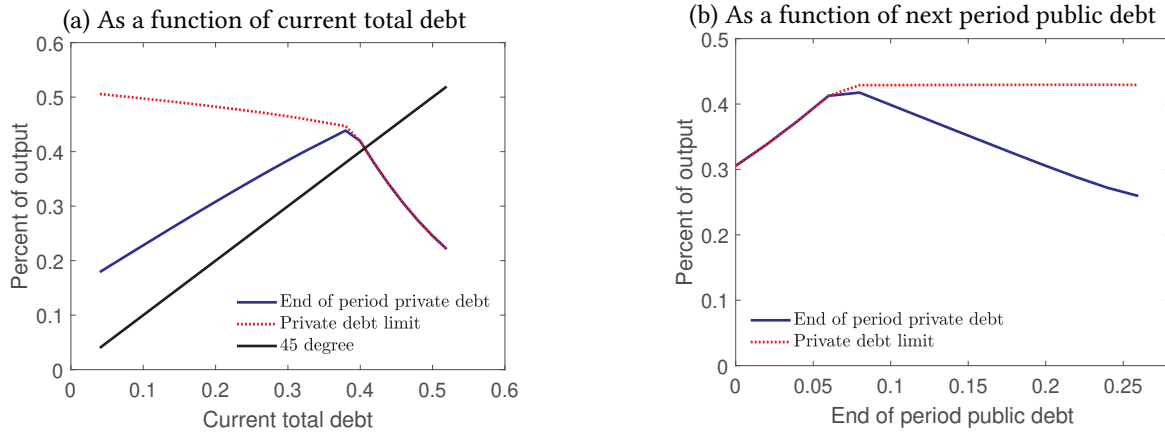 (a) As a function of current total debt
0.6
0.5
0.4
0.3
0.2
0.1
0
Percent of output
End of period private debt
Private debt limit
45 degree
0
0.1
0.2
0.3
0.4
0.5
0.6
Current total debt
(b) As a function of next period public debt
0.5
0.4
0.3
0.2
0.1
0
Percent of output
End of period private debt
Private debt limit
0
0.05
0.1
0.15
0.2
0.25
End of period public debt